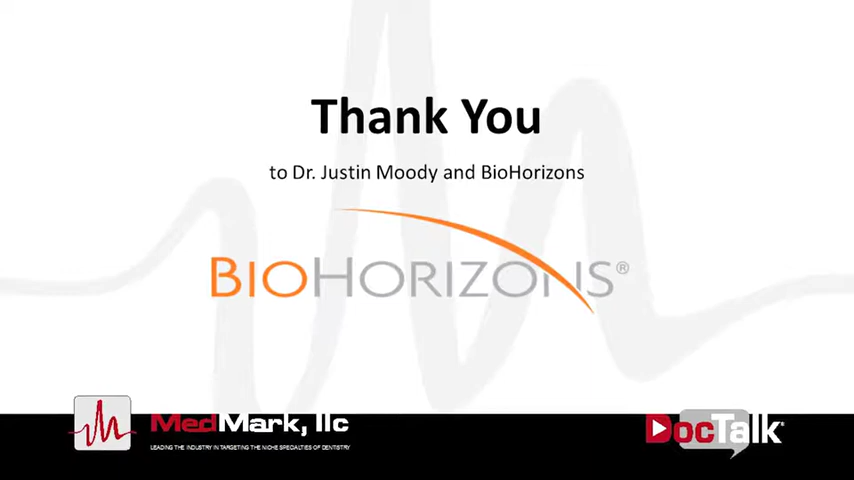 Thank You
to Dr. Justin Moody and BioHorizons
BIOHORIZONS®
MedMark, llc
LEADING THE INDUSTRY IN TARGETING THE NICHE SPECIALTIES OF DENTISTRY
DocTalk®